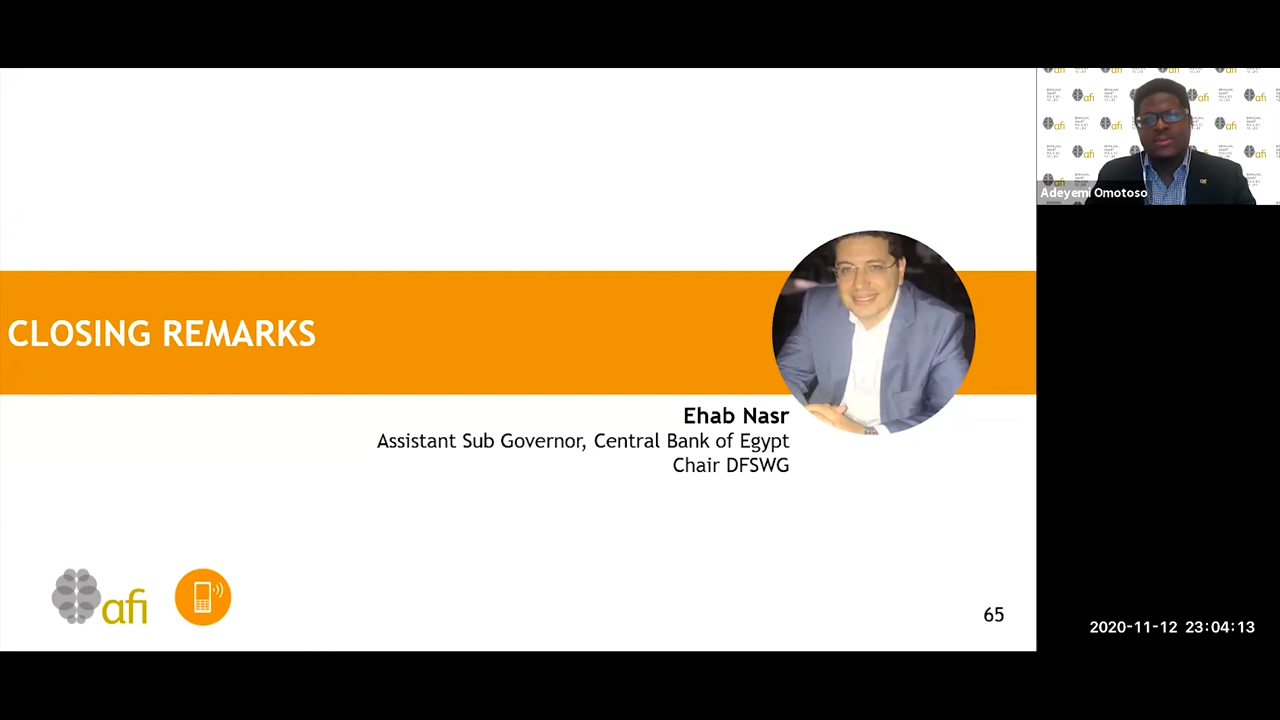 CLOSING REMARKS
Ehab Nasr
Assistant Sub Governor, Central Bank of Egypt
Chair DFSWG
afi
65
afi
Adeyemi Omotoso
2020-11-12 23:04:13